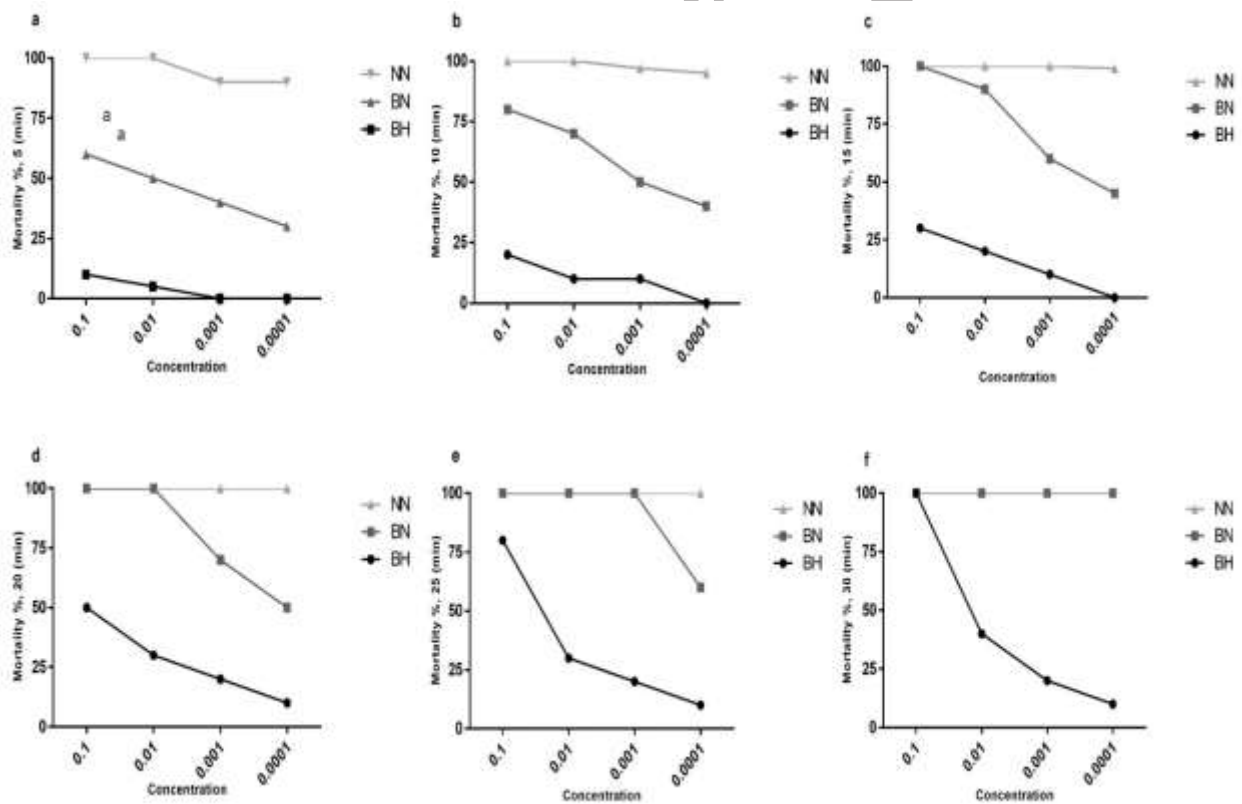 a
100
75
50
25
0
Mortality %, 5 (min)
a
a
0.1
0.01
0.001
0.0001
Concentration
NN
BN
BH
b
100
75
50
25
0
Mortality %, 10 (min)
0.1
0.01
0.001
0.0001
Concentration
NN
BN
BH
c
100
75
50
25
0
Mortality %, 15 (min)
0.1
0.01
0.001
0.0001
Concentration
NN
BN
BH
d
100
75
50
25
0
Mortality %, 20 (min)
0.1
0.01
0.001
0.0001
Concentration
NN
BN
BH
e
100
75
50
25
0
Mortality %, 25 (min)
0.1
0.01
0.001
0.0001
Concentration
NN
BN
BH
f
100
75
50
25
0
Mortality %, 30 (min)
0.1
0.01
0.001
0.0001
Concentration
NN
BN
BH